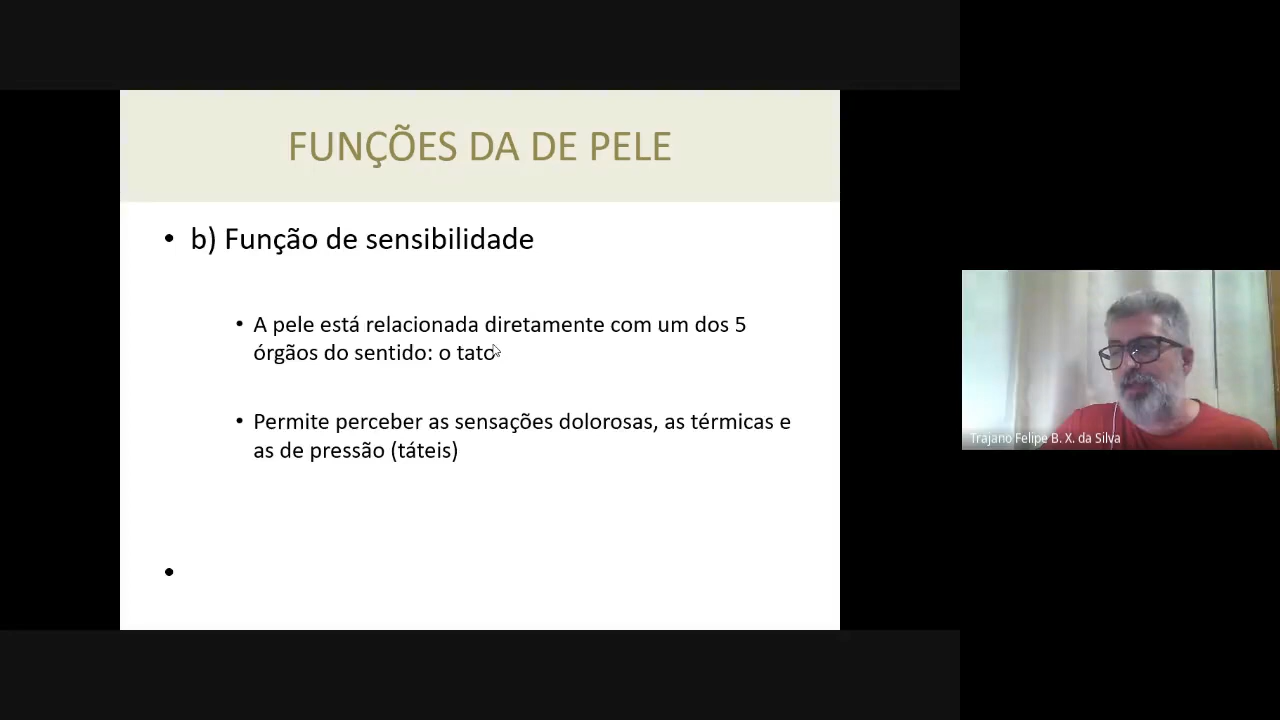 FUNÇÕES DA DE PELE
• b) Função de sensibilidade
• A pele está relacionada diretamente com um dos 5
órgãos do sentido: o tato
• Permite perceber as sensações dolorosas, as térmicas e
as de pressão (táteis)
•
Trajano Felipe B. X. da Silva